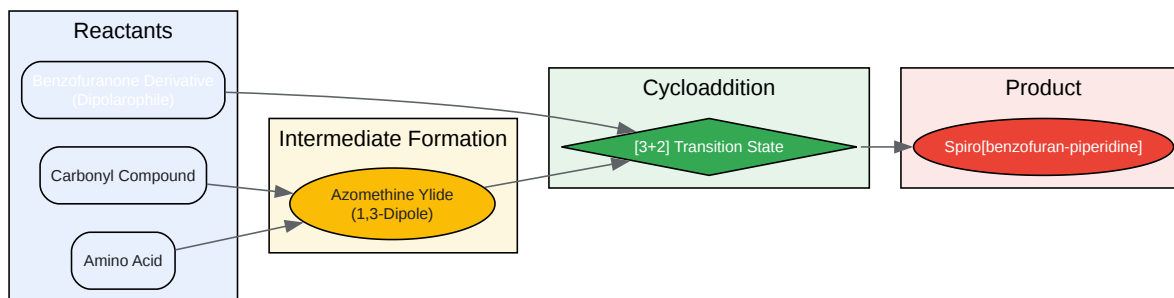 Reactants
Benzofuranone Derivative
(Dipolarophile)
Carbonyl Compound
Amino Acid
Intermediate Formation
Azomethine Ylide
(1,3-Dipole)
Cycloaddition
[3+2] Transition State
Product
Spiro[benzofuran-piperidine]